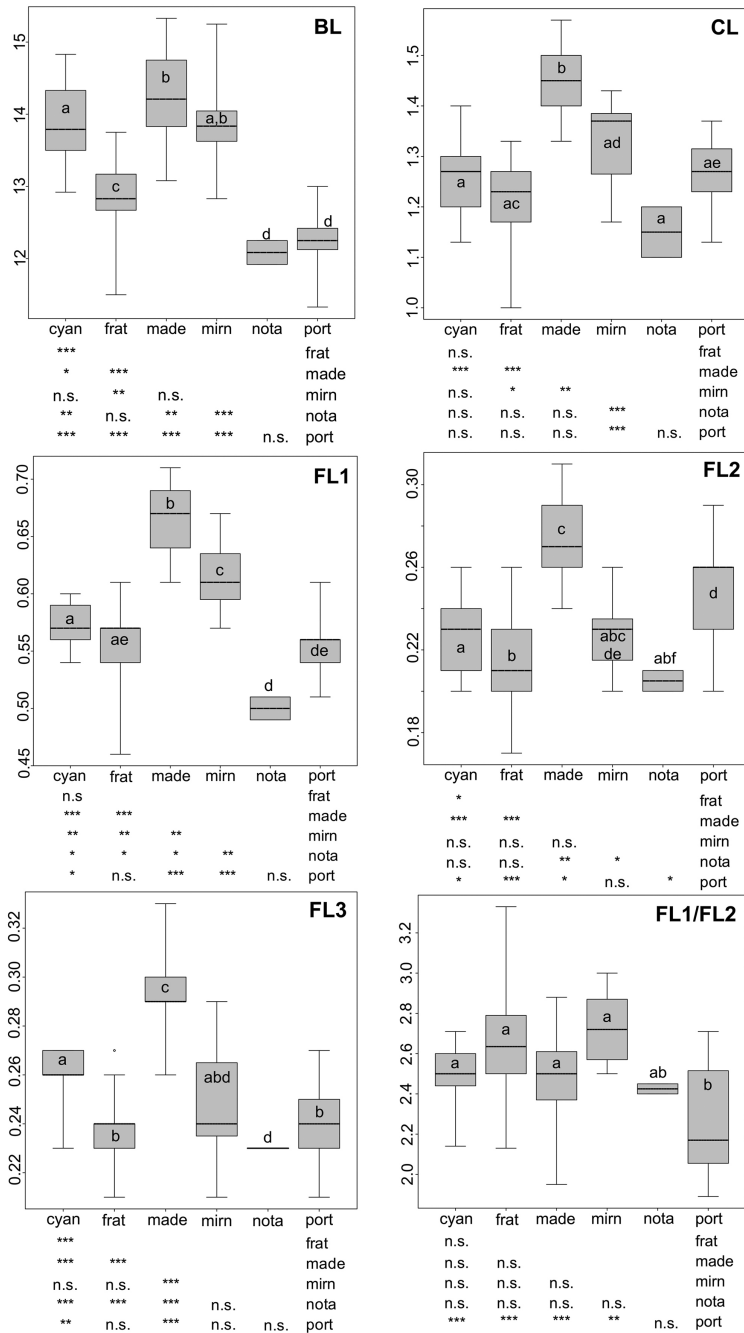 BL
15
14
13
12
a
c
b
a,b
d
d
cyan frat made mirn nota port
*** frat
* *** made
n.s. ** n.s. mirn
** n.s. ** *** nota
*** *** *** *** n.s. port
CL
1.5
1.4
1.3
1.2
1.1
1.0
a
ac
b
ad
a
ae
cyan frat made mirn nota port
n.s. frat
*** *** made
n.s. * ** mirn
n.s. n.s. n.s. *** nota
n.s. n.s. n.s. *** n.s. port
FL1
0.70
0.65
0.60
0.55
0.50
0.45
a
ae
b
c
d
de
cyan frat made mirn nota port
n.s frat
*** *** made
** ** ** mirn
* * * ** nota
* n.s. *** *** n.s. port
FL2
0.30
0.26
0.22
0.18
a
b
c
abc
de
abf
d
cyan frat made mirn nota port
* frat
*** *** made
n.s. n.s. n.s. mirn
n.s. n.s. ** * nota
* *** * n.s. * port
FL3
0.32
0.30
0.28
0.26
0.24
0.22
a
b
c
abd
d
b
cyan frat made mirn nota port
*** frat
*** *** made
n.s. n.s. *** mirn
*** *** *** n.s. nota
** n.s. *** n.s. n.s. port
FL1/FL2
3.2
3.0
2.8
2.6
2.4
2.2
2.0
a
a
a
a
ab
b
cyan frat made mirn nota port
n.s. frat
n.s. n.s. made
n.s. n.s. n.s. mirn
n.s. n.s. n.s. n.s. nota
*** *** *** ** n.s. port